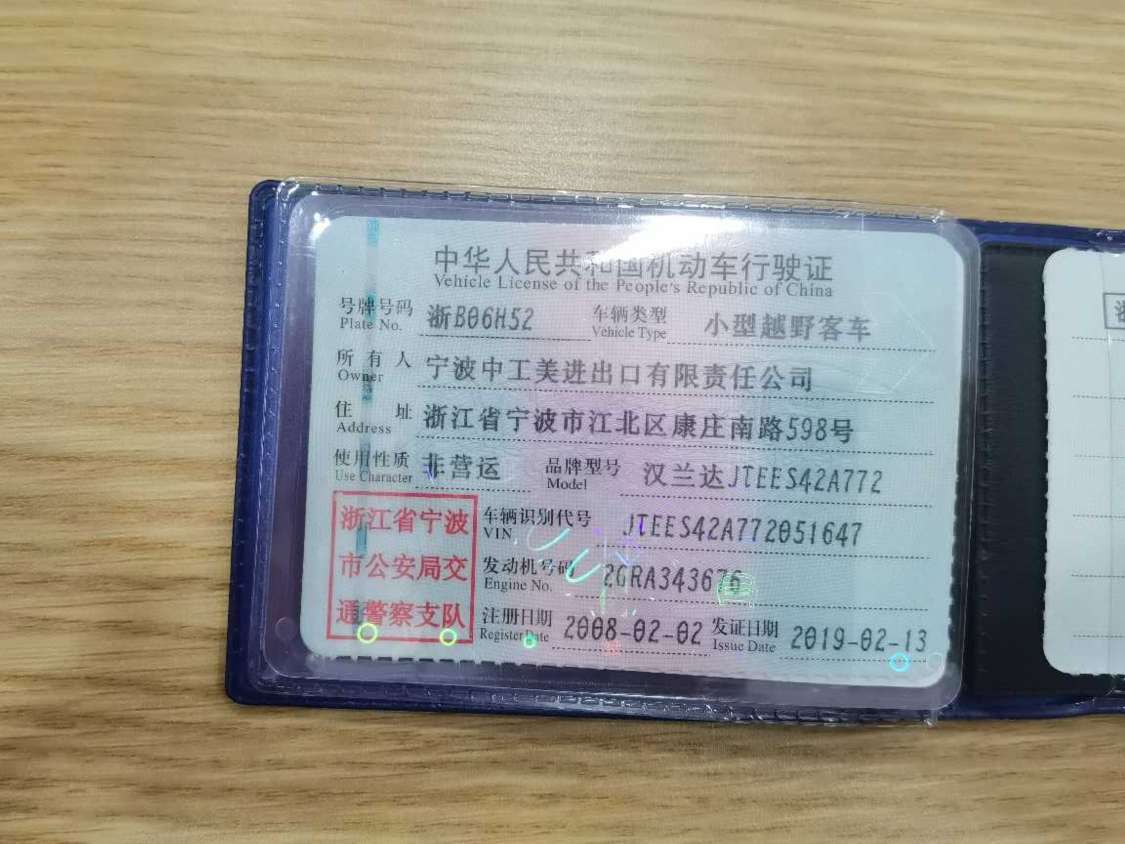 中华人民共和国机动车行驶证
Vehicle License of the People's Republic of China
号牌号码 浙B06H52 车辆类型 小型越野客车
Plate No. Vehicle Type
所有人 宁波中工美进出口有限责任公司
Owner
住址 浙江省宁波市江北区康庄南路598号
Address
使用性质 非营运 品牌型号 汉兰达JTEES42A772
Use Character Model
浙江省宁波
市公安局交
通警察支队
车辆识别代号 JTEES42A772051647
VIN
发动机号码 2GRA343676
Engine No.
注册日期 2008-02-02 发证日期 2019-02-13
Register Date Issue Date